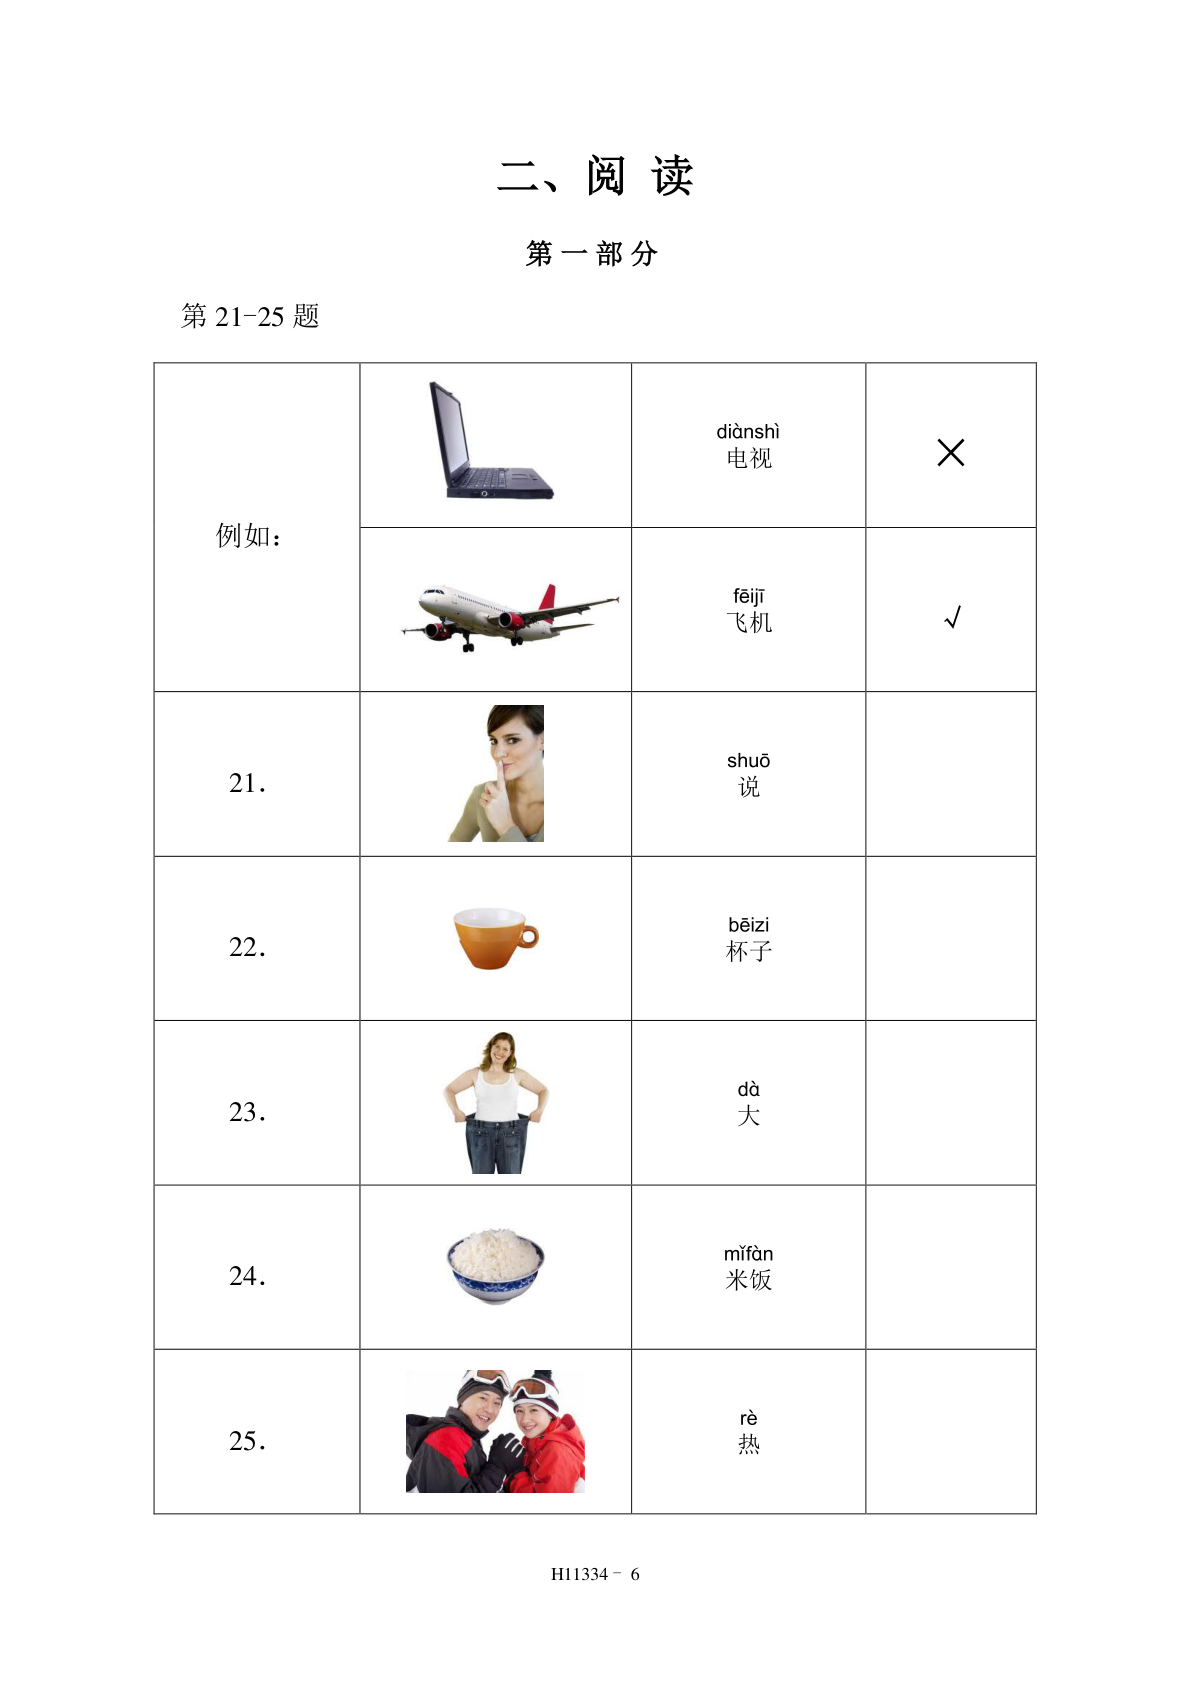 二、阅 读
第一部分
第 21-25 题
例如：
diànshì
电视
×
fēijī
飞机
√
21.
shuō
说
22.
bēizi
杯子
23.
dà
大
24.
mǐfàn
米饭
25.
rè
热
H11334 - 6